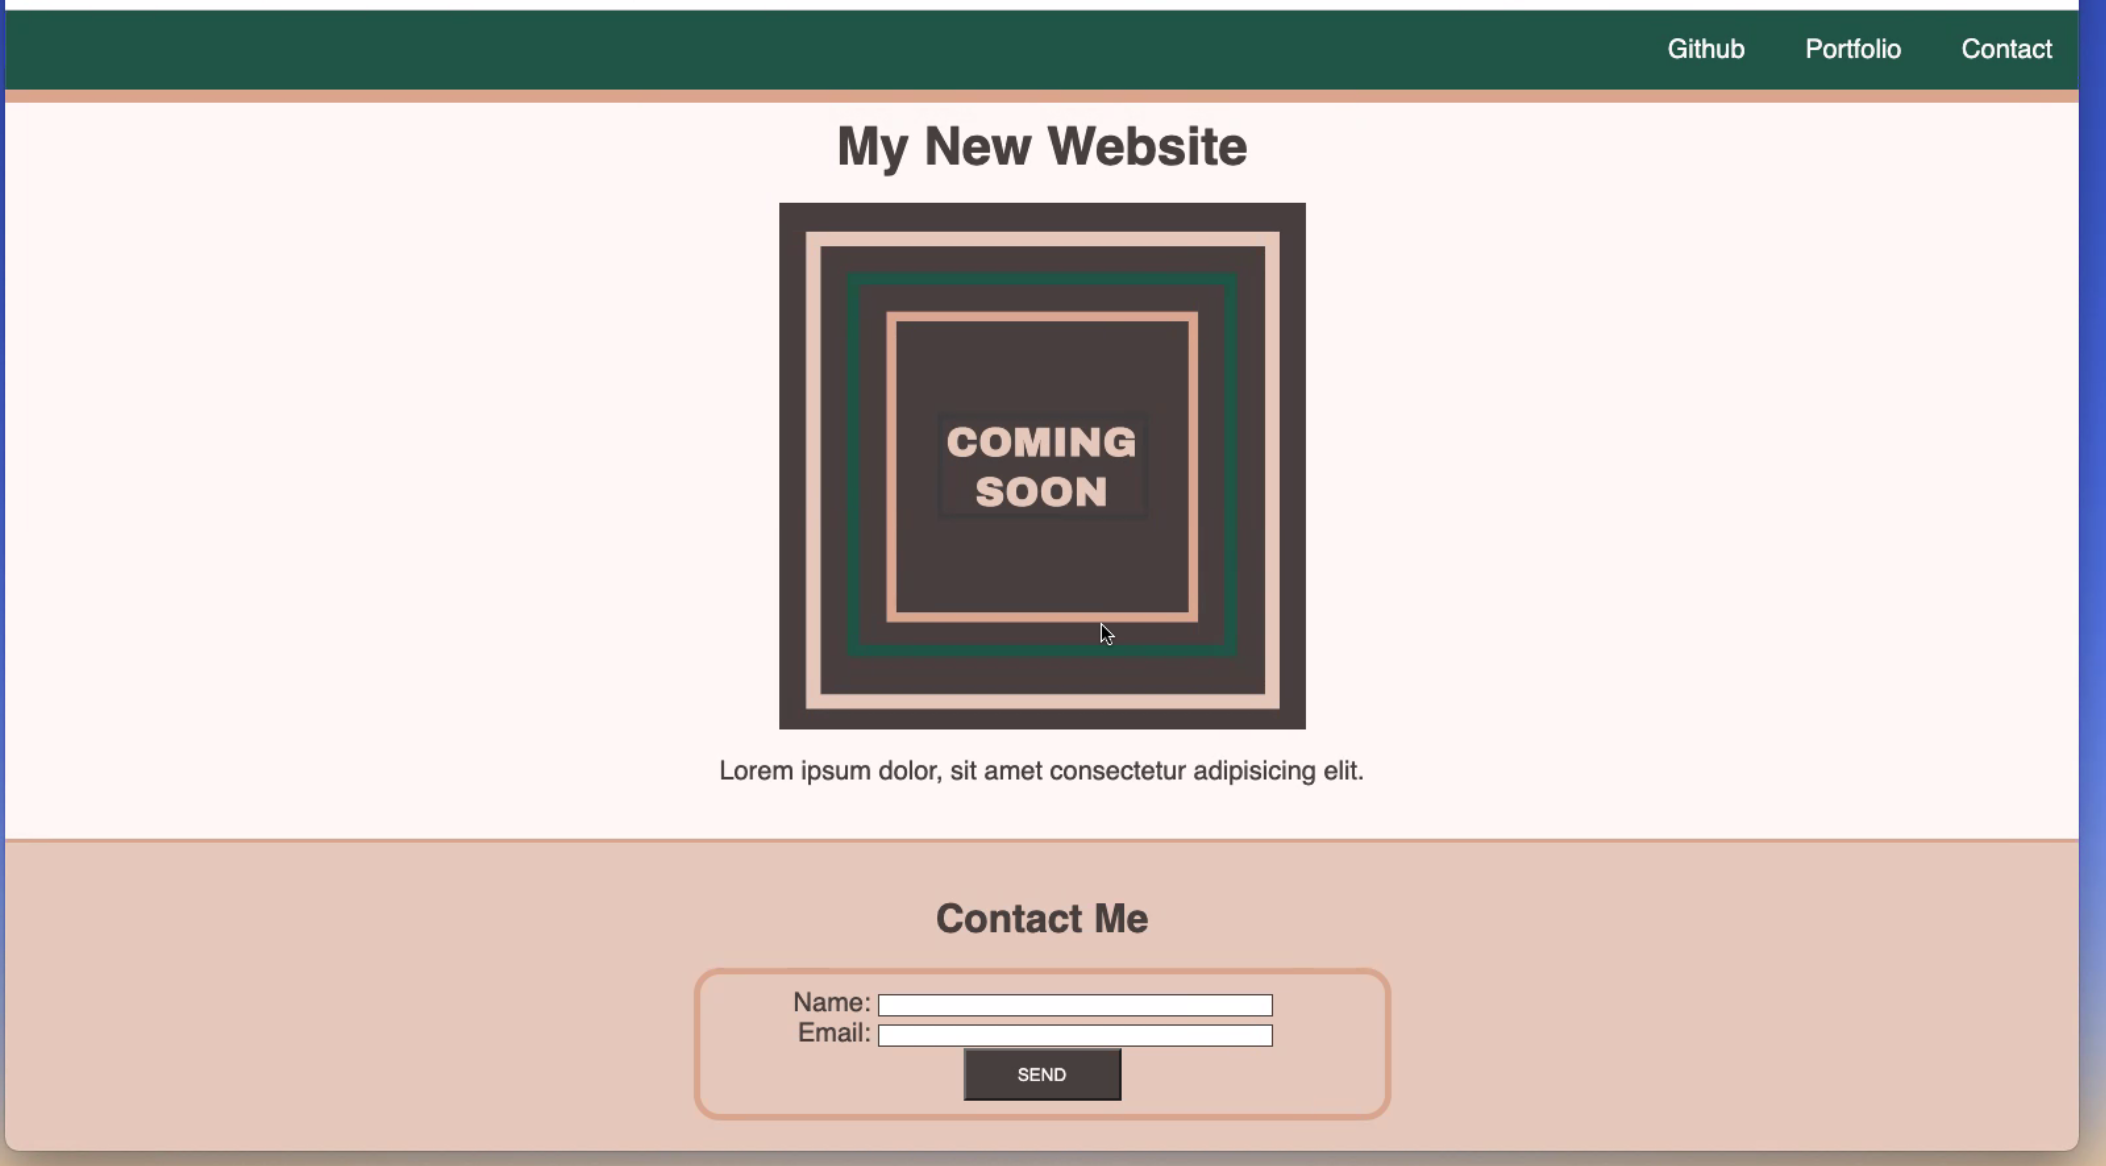 Github Portfolio Contact
My New Website
COMING
SOON
Lorem ipsum dolor, sit amet consectetur adipisicing elit.
Contact Me
Name:
Email:
SEND